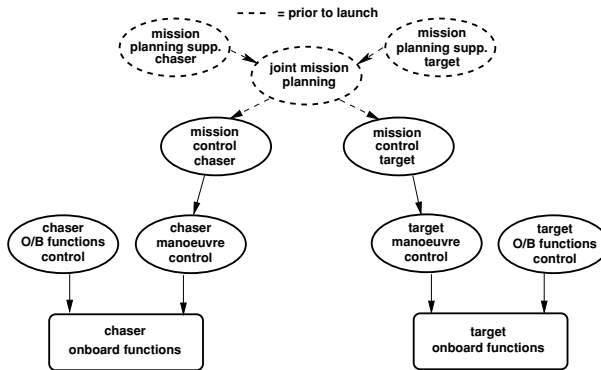 = prior to launch
mission
planning supp.
chaser
mission
planning supp.
target
joint mission
planning
mission
control
chaser
mission
control
target
chaser
O/B functions
control
chaser
manoeuvre
control
target
manoeuvre
control
target
O/B functions
control
chaser
onboard functions
target
onboard functions